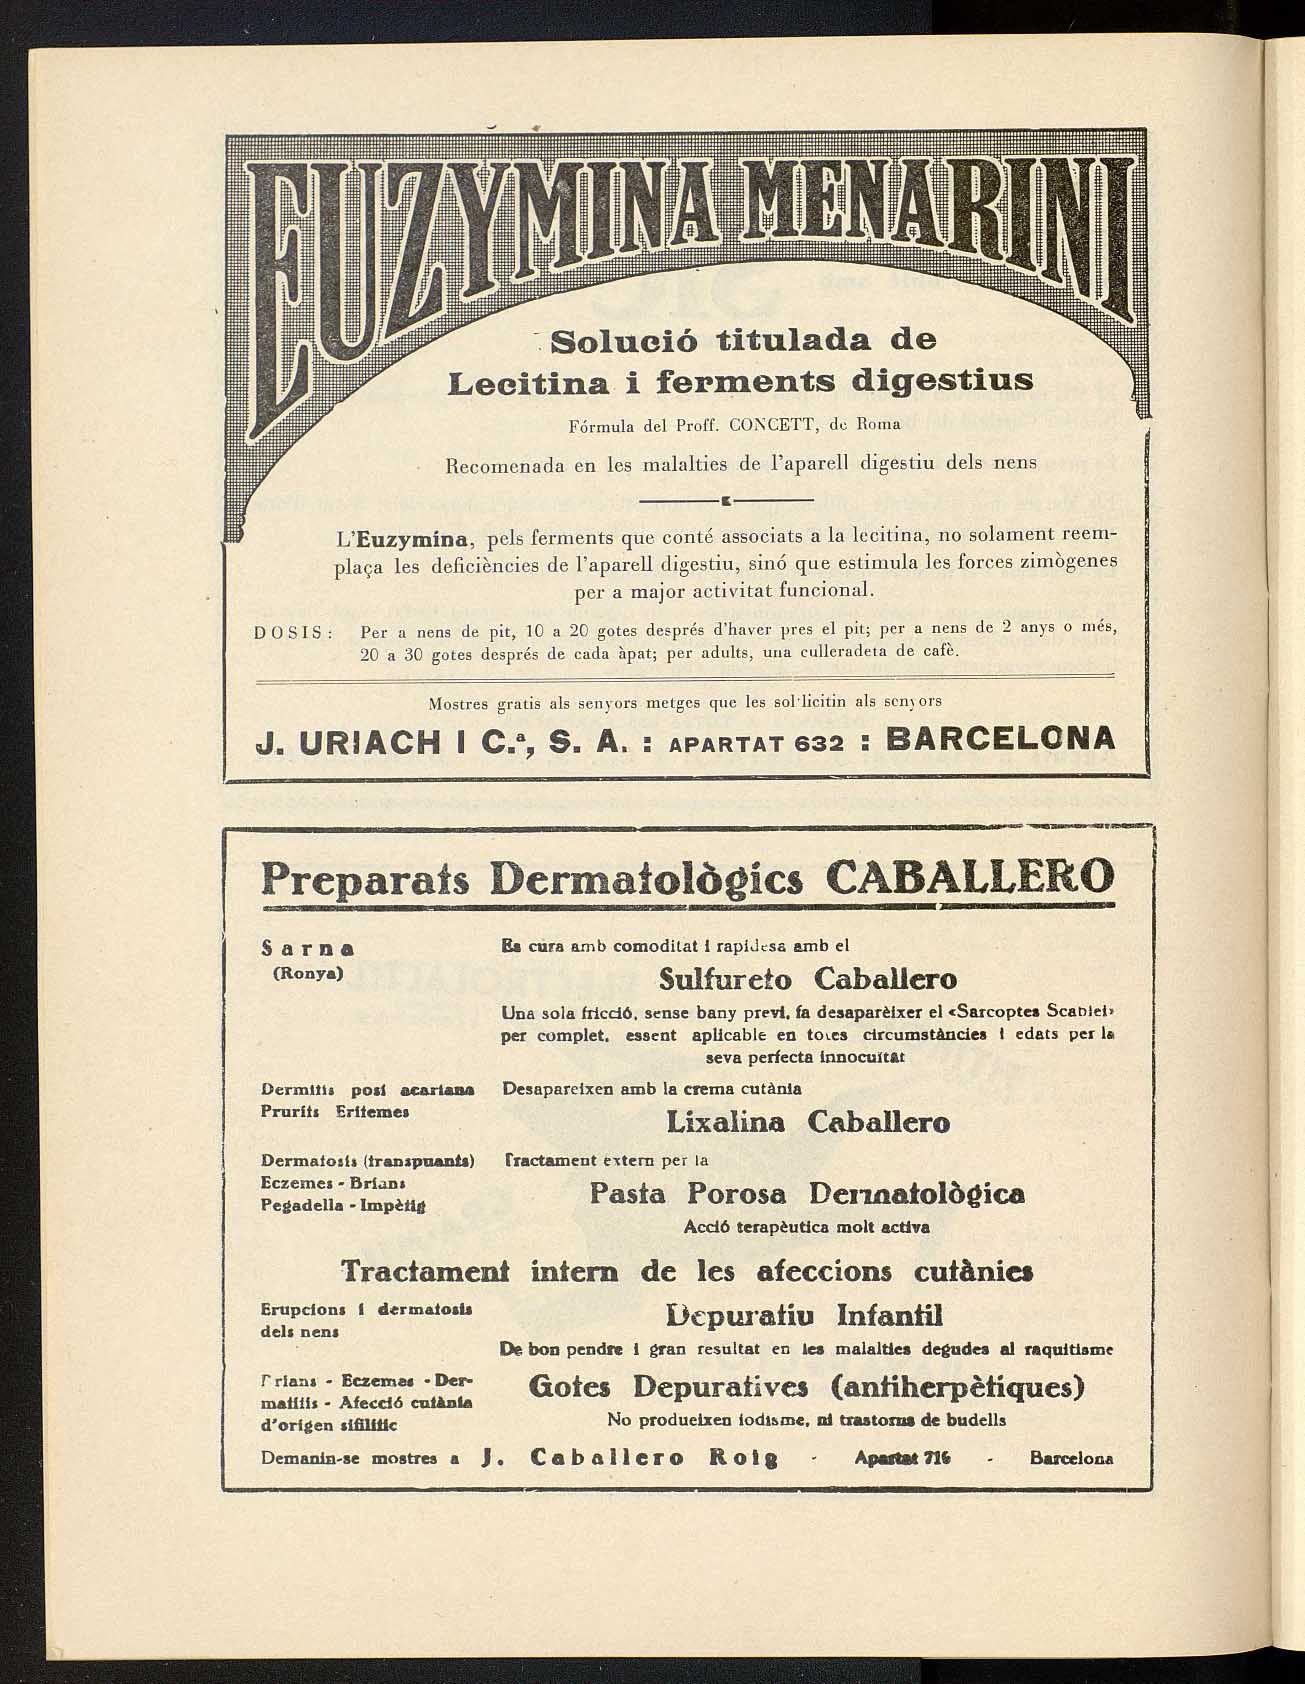 EUZYMINA MENARINI
Solució titulada de
Lecitina i ferments digestius
Fórmula del Proff. CONCETT, de Roma
Recomenada en les malalties de l'aparell digestiu dels nens
L'Euzymina, pels ferments que conté associats a la lecitina, no solament reem-
plaça les deficiències de l'aparell digestiu, sinó que estimula les forces zimògenes
per a major activitat funcional.
DOSIS: Per a nens de pit, 10 a 20 gotes després d'haver pres el pit; per a nens de 2 anys o més,
20 a 30 gotes després de cada àpat; per adults, una culleradeta de cafè.
Mostres gratis als senyors metges que les sol·licitin als senyors
J. URIACH I C.ª, S. A. : APARTAT 632 : BARCELONA
Preparats Dermatològics CABALLERO
Sarna Es cura amb comoditat i rapidesa amb el
(Ronya) Sulfureto Caballero
Una sola fricció, sense bany previ, fa desaparèixer el «Sarcoptes Scabiei»
per complet, essent aplicable en totes circumstàncies i edats per la
seva perfecta innocuïtat
Dermitis post acariana Desapareixen amb la crema cutània
Prurits Eritemes Lixalina Caballero
Dermatosis (transpuants) Tractament extern per la
Eczemes - Brians
Pegadella - Impètig Pasta Porosa Dermatològica
Acció terapèutica molt activa
Tractament intern de les afeccions cutànies
Erupcions i dermatosis
dels nens Depuratiu Infantil
De bon pendre i gran resultat en les malalties degudes al raquitisme
Brians - Eczemes - Der-
matitis - Afecció cutània Gotes Depuratives (antiherpètiques)
d'origen sifilític No produeixen iodisme, ni trastorns de budells
Demanin-se mostres a J. Caballero Roig - Apartat 716 - Barcelona